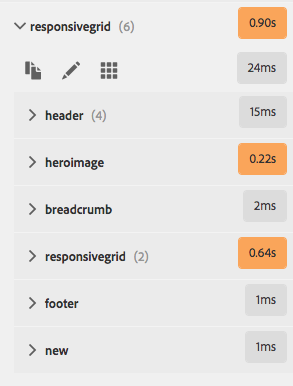 responsivegrid (6) 0.90s
24ms
header (4) 15ms
heroimage 0.22s
breadcrumb 2ms
responsivegrid (2) 0.64s
footer 1ms
new 1ms